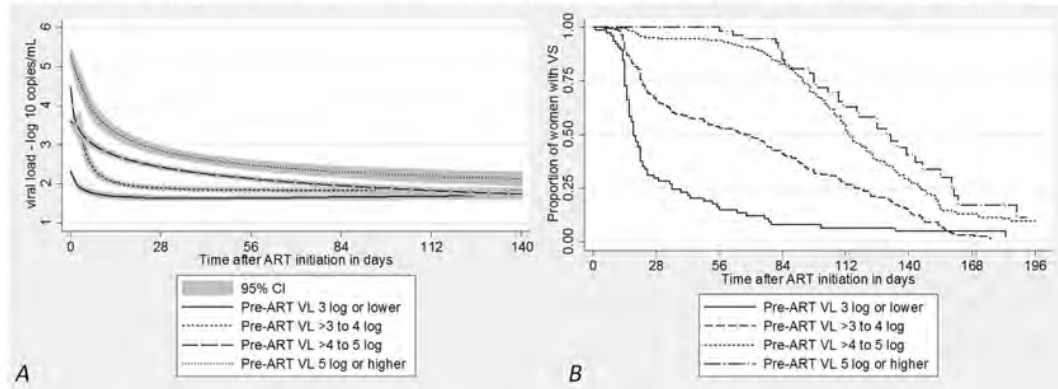 viral load - log 10 copies/mL
6
5
4
3
2
1
0
28
56
84
112
140
Time after ART initiation in days
95% CI
Pre-ART VL 3 log or lower
Pre-ART VL >3 to 4 log
Pre-ART VL >4 to 5 log
Pre-ART VL 5 log or higher
A
Proportion of women with VS
1.00
0.75
0.50
0.25
0.00
0
28
56
84
112
140
168
196
Time after ART initiation in days
Pre-ART VL 3 log or lower
Pre-ART VL >3 to 4 log
Pre-ART VL >4 to 5 log
Pre-ART VL 5 log or higher
B